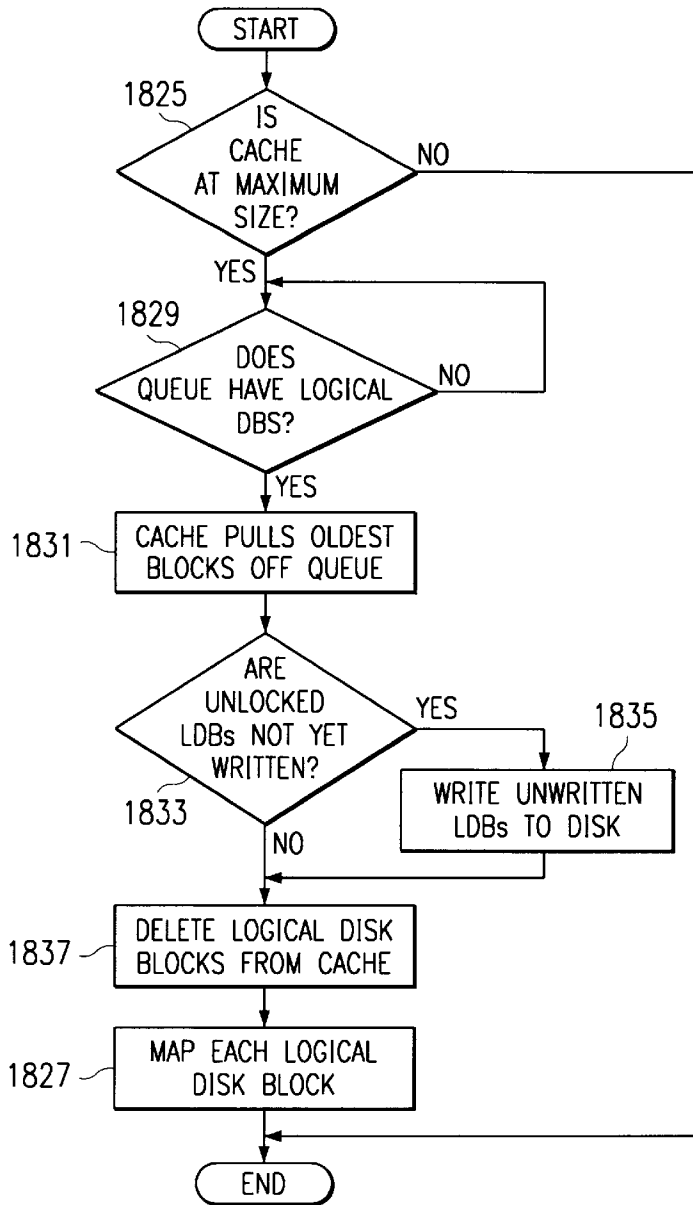 START
1825
IS
CACHE
AT MAXIMUM
SIZE?
NO
YES
1829
DOES
QUEUE HAVE LOGICAL
DBS?
NO
YES
1831
CACHE PULLS OLDEST
BLOCKS OFF QUEUE
ARE
UNLOCKED
LDBs NOT YET
WRITTEN?
YES
1833
NO
1835
WRITE UNWRITTEN
LDBs TO DISK
1837
DELETE LOGICAL DISK
BLOCKS FROM CACHE
1827
MAP EACH LOGICAL
DISK BLOCK
END